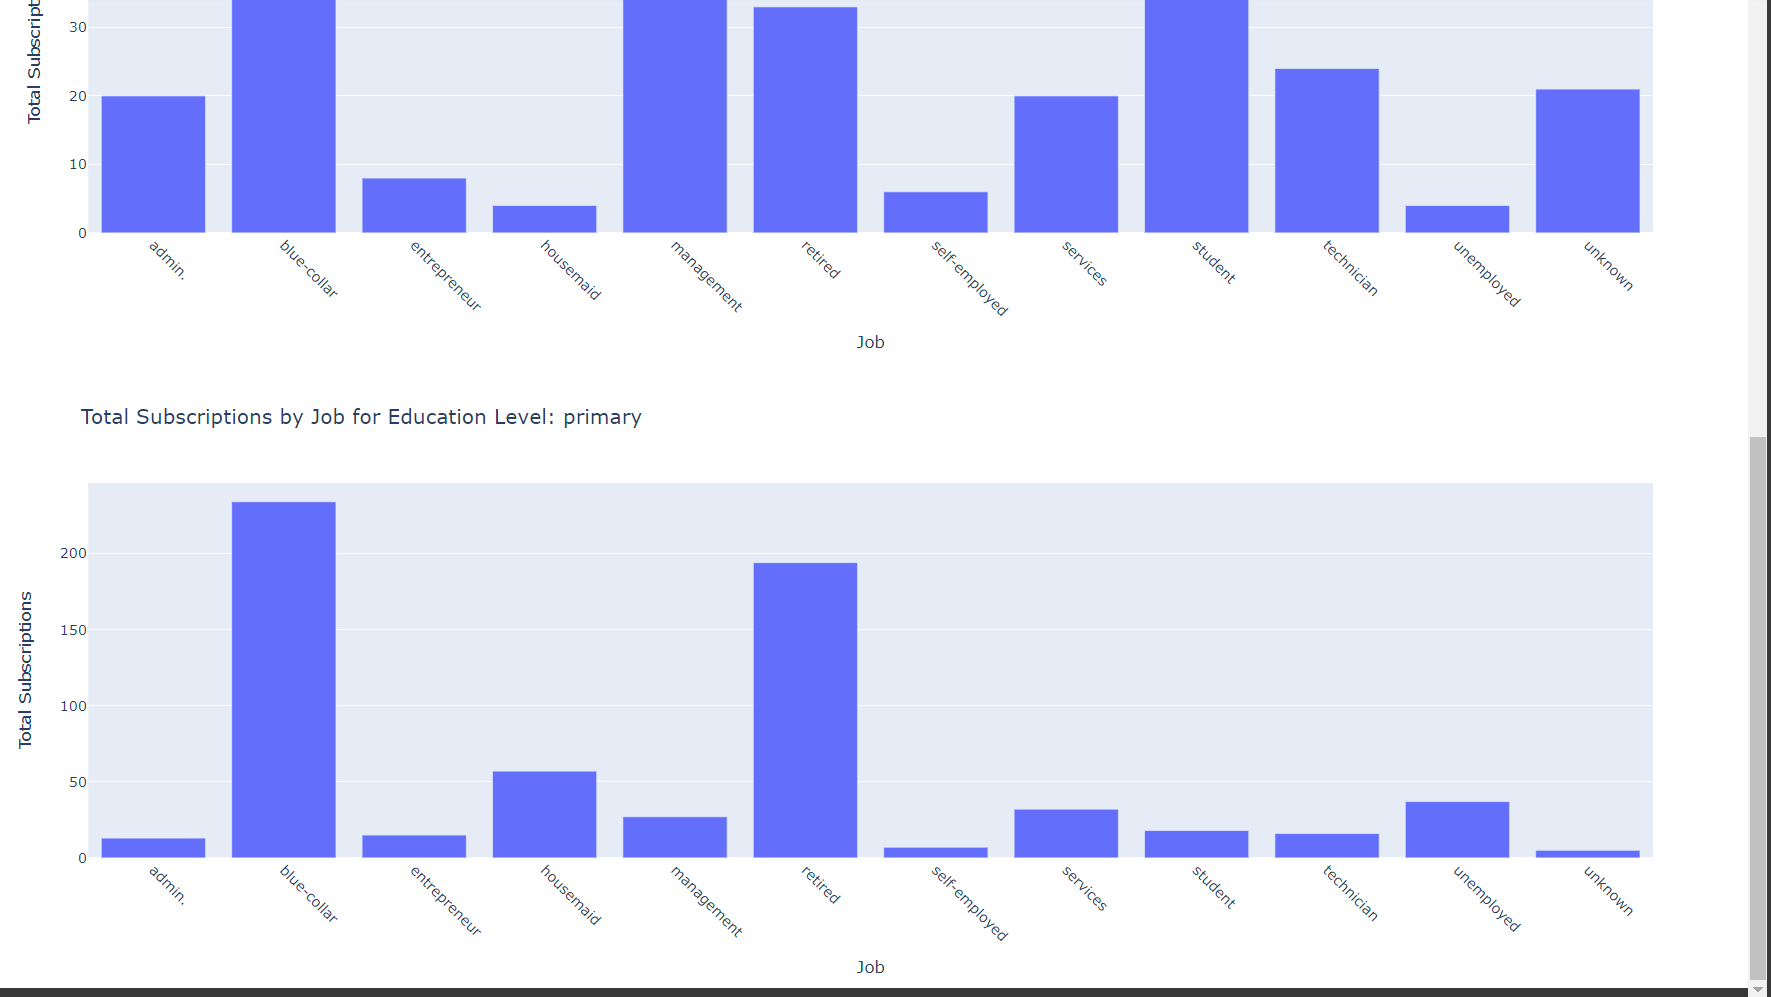 Total Subscript
30
20
10
0
admin.
blue-collar
entrepreneur
housemaid
management
retired
self-employed
services
student
technician
unemployed
unknown
Job
Total Subscriptions by Job for Education Level: primary
Total Subscriptions
200
150
100
50
0
admin.
blue-collar
entrepreneur
housemaid
management
retired
self-employed
services
student
technician
unemployed
unknown
Job